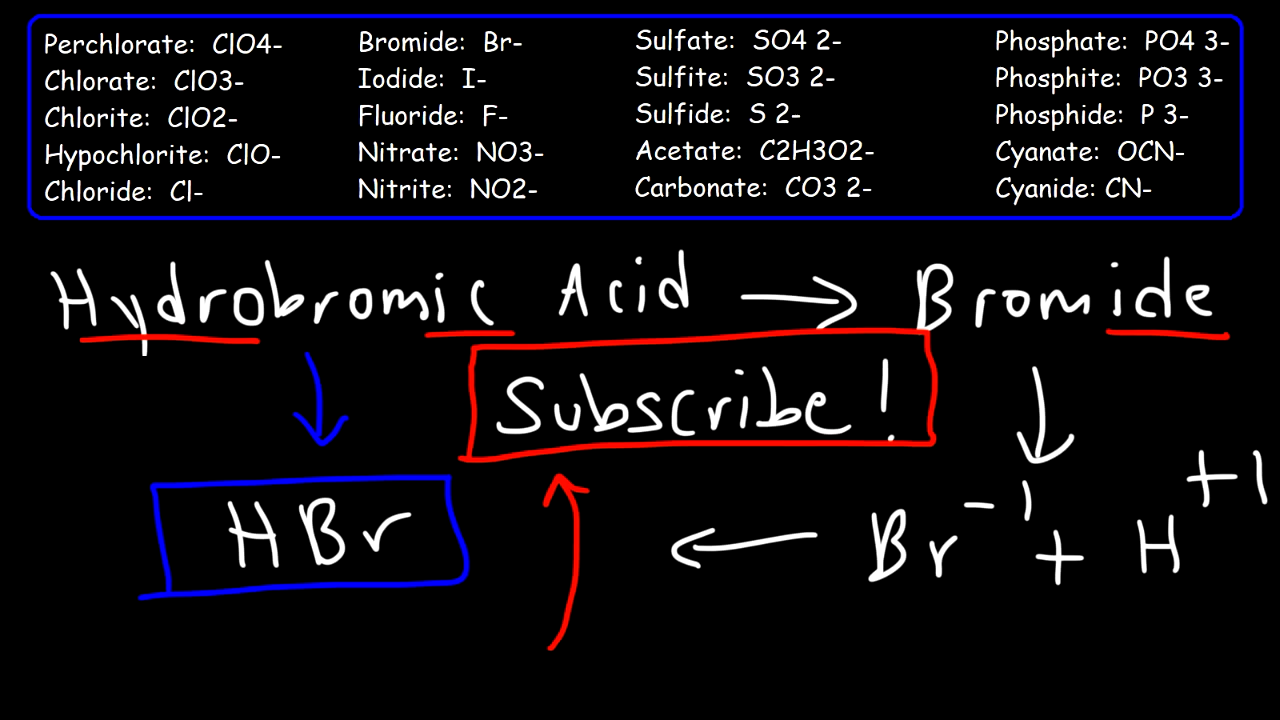 Perchlorate: ClO4-
Chlorate: ClO3-
Chlorite: ClO2-
Hypochlorite: ClO-
Chloride: Cl-
Bromide: Br-
Iodide: I-
Fluoride: F-
Nitrate: NO3-
Nitrite: NO2-
Sulfate: SO4 2-
Sulfite: SO3 2-
Sulfide: S 2-
Acetate: C2H3O2-
Carbonate: CO3 2-
Phosphate: PO4 3-
Phosphite: PO3 3-
Phosphide: P 3-
Cyanate: OCN-
Cyanide: CN-
Hydrobromic Acid → Bromide
Subscribe!
HBr ← Br⁻¹ + H⁺¹